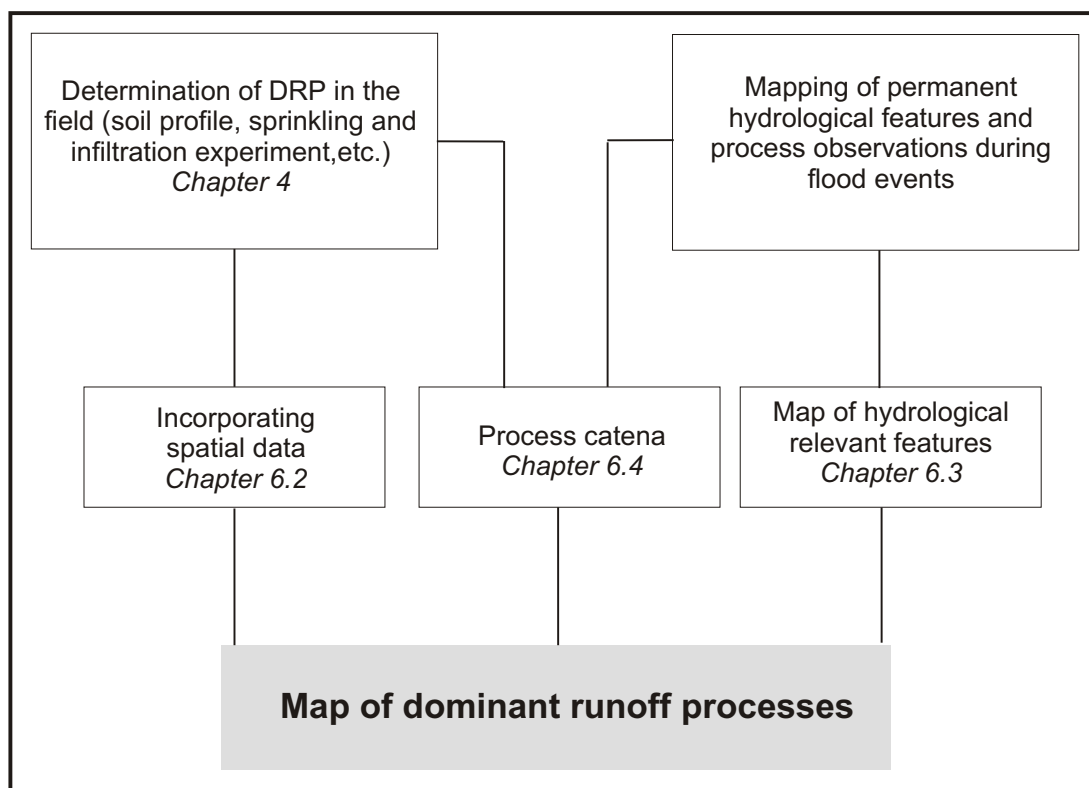 Determination of DRP in the
field (soil profile, sprinkling and
infiltration experiment,etc.)
Chapter 4
Mapping of permanent
hydrological features and
process observations during
flood events
Incorporating
spatial data
Chapter 6.2
Process catena
Chapter 6.4
Map of hydrological
relevant features
Chapter 6.3
Map of dominant runoff processes